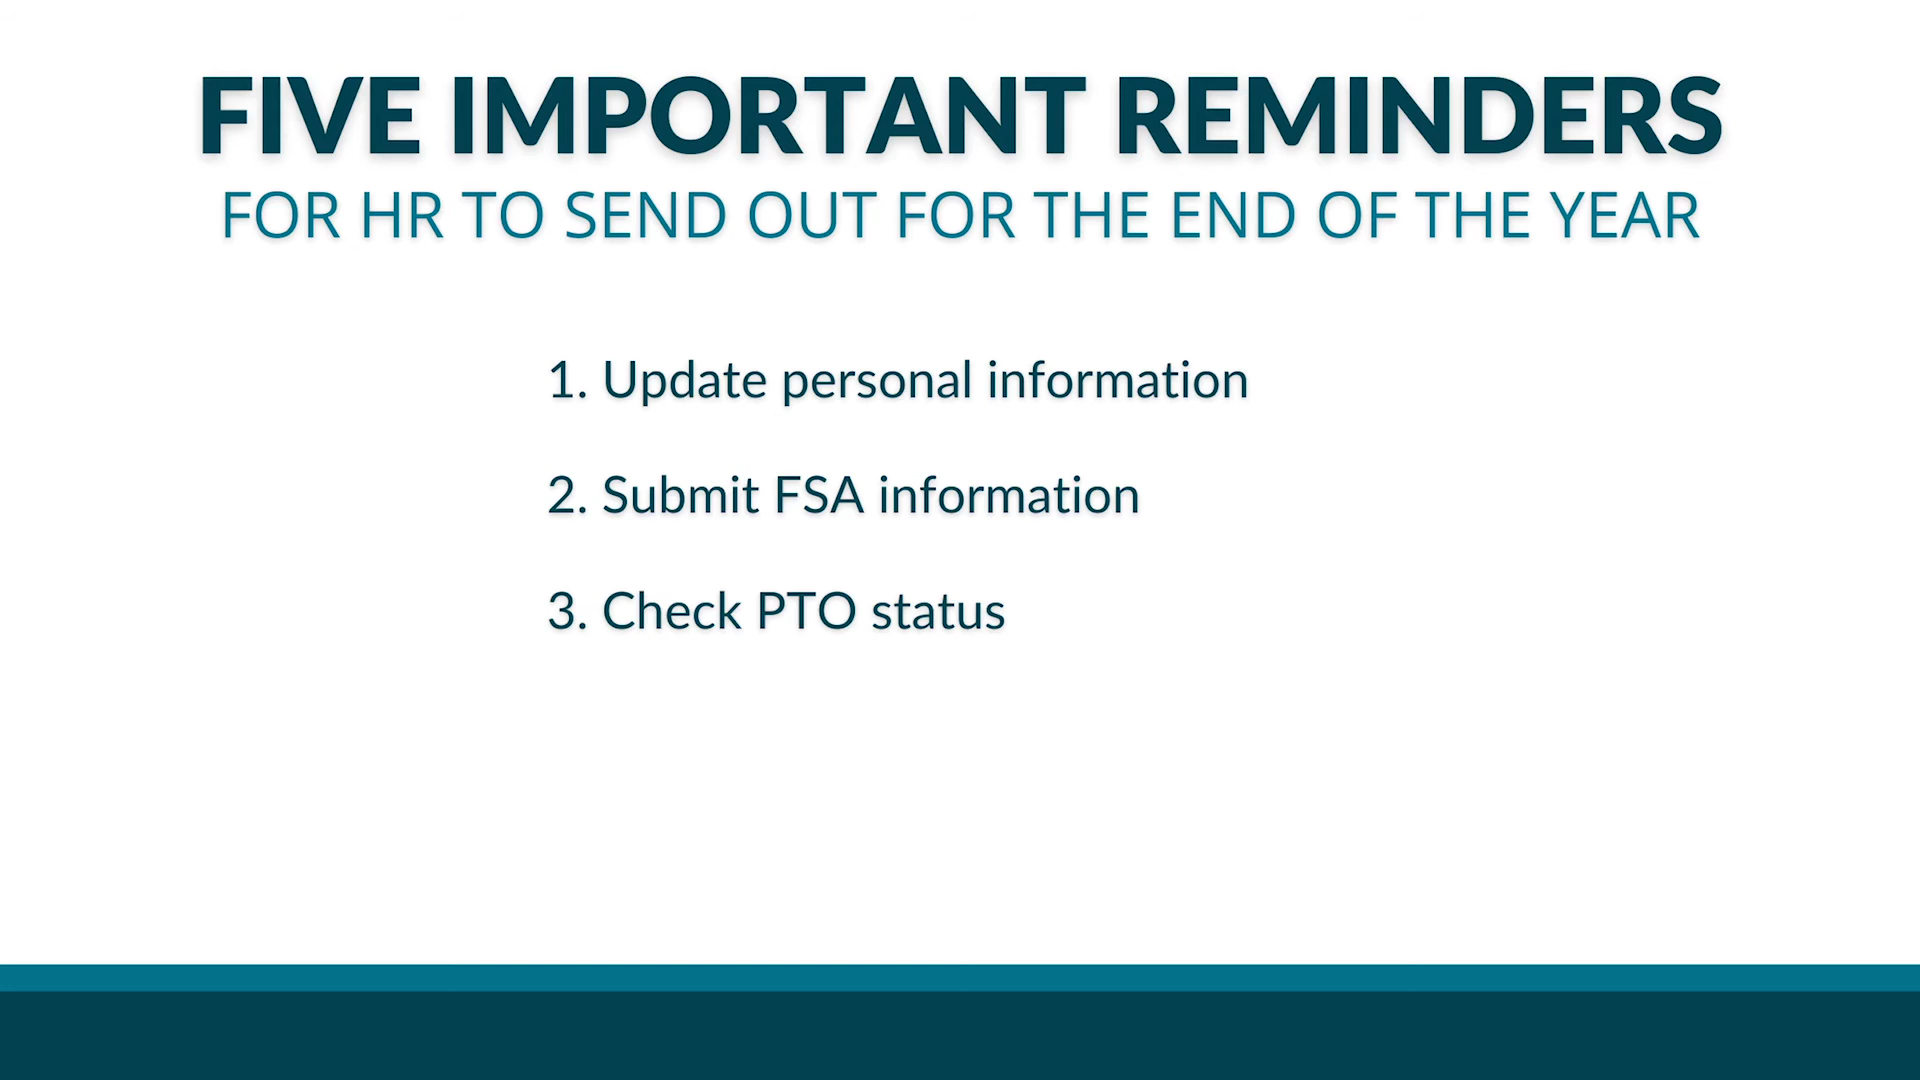 FIVE IMPORTANT REMINDERS
FOR HR TO SEND OUT FOR THE END OF THE YEAR
1. Update personal information
2. Submit FSA information
3. Check PTO status